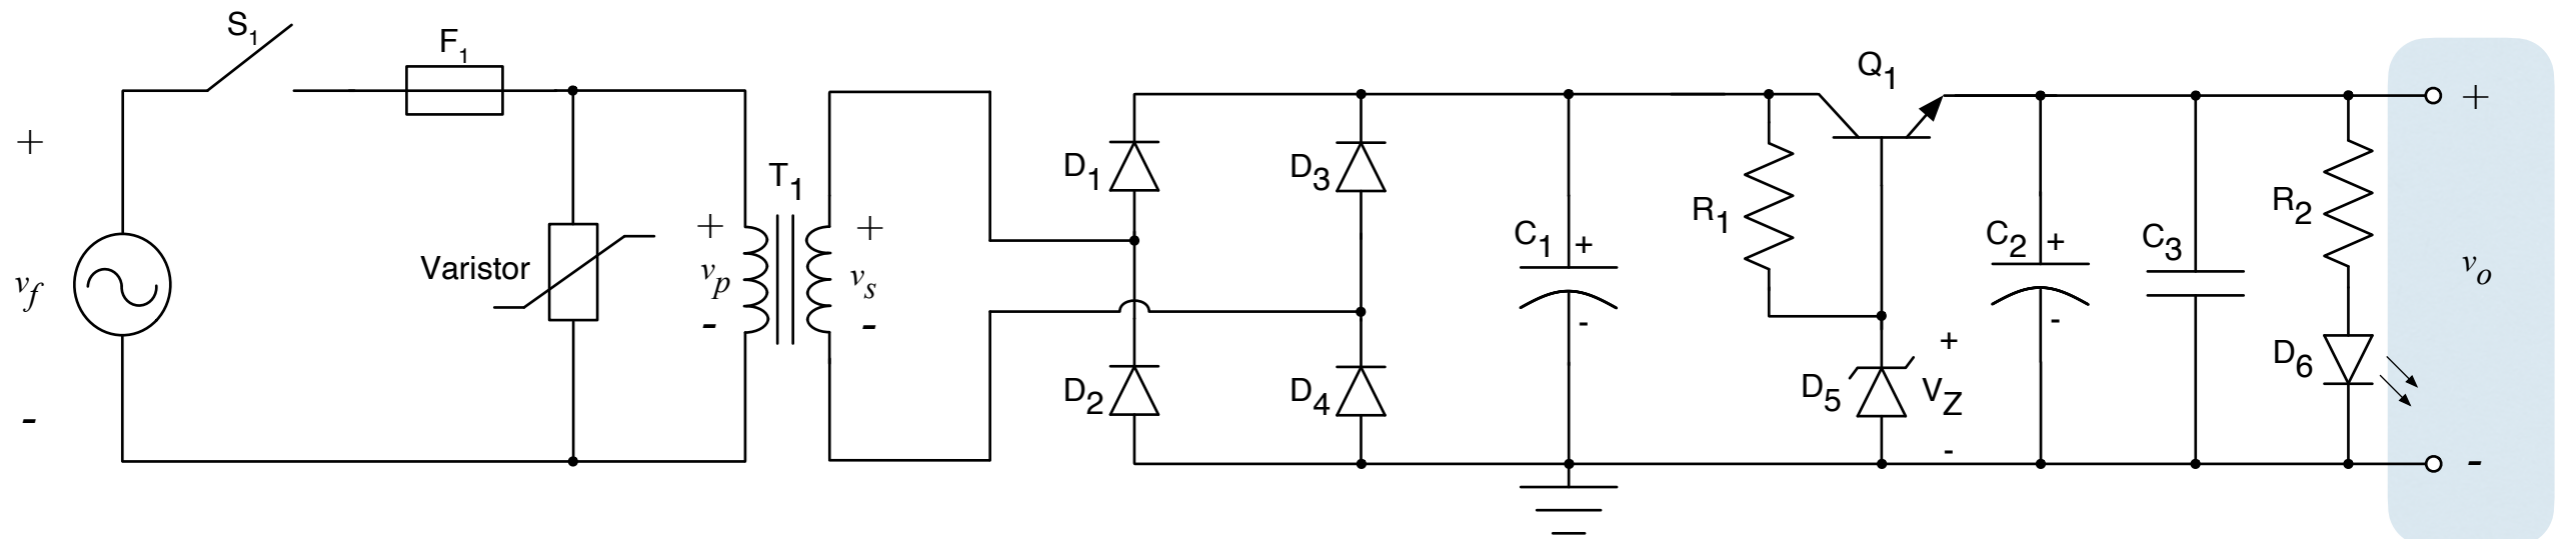 S1
F1
Q1
+
+
T1
D1
D3
R1
C1 +
C2 +
C3
R2
+
+
Varistor
vf
vp
vs
vo
-
-
-
-
+
D2
D4
D5
VZ
D6
-
-
-